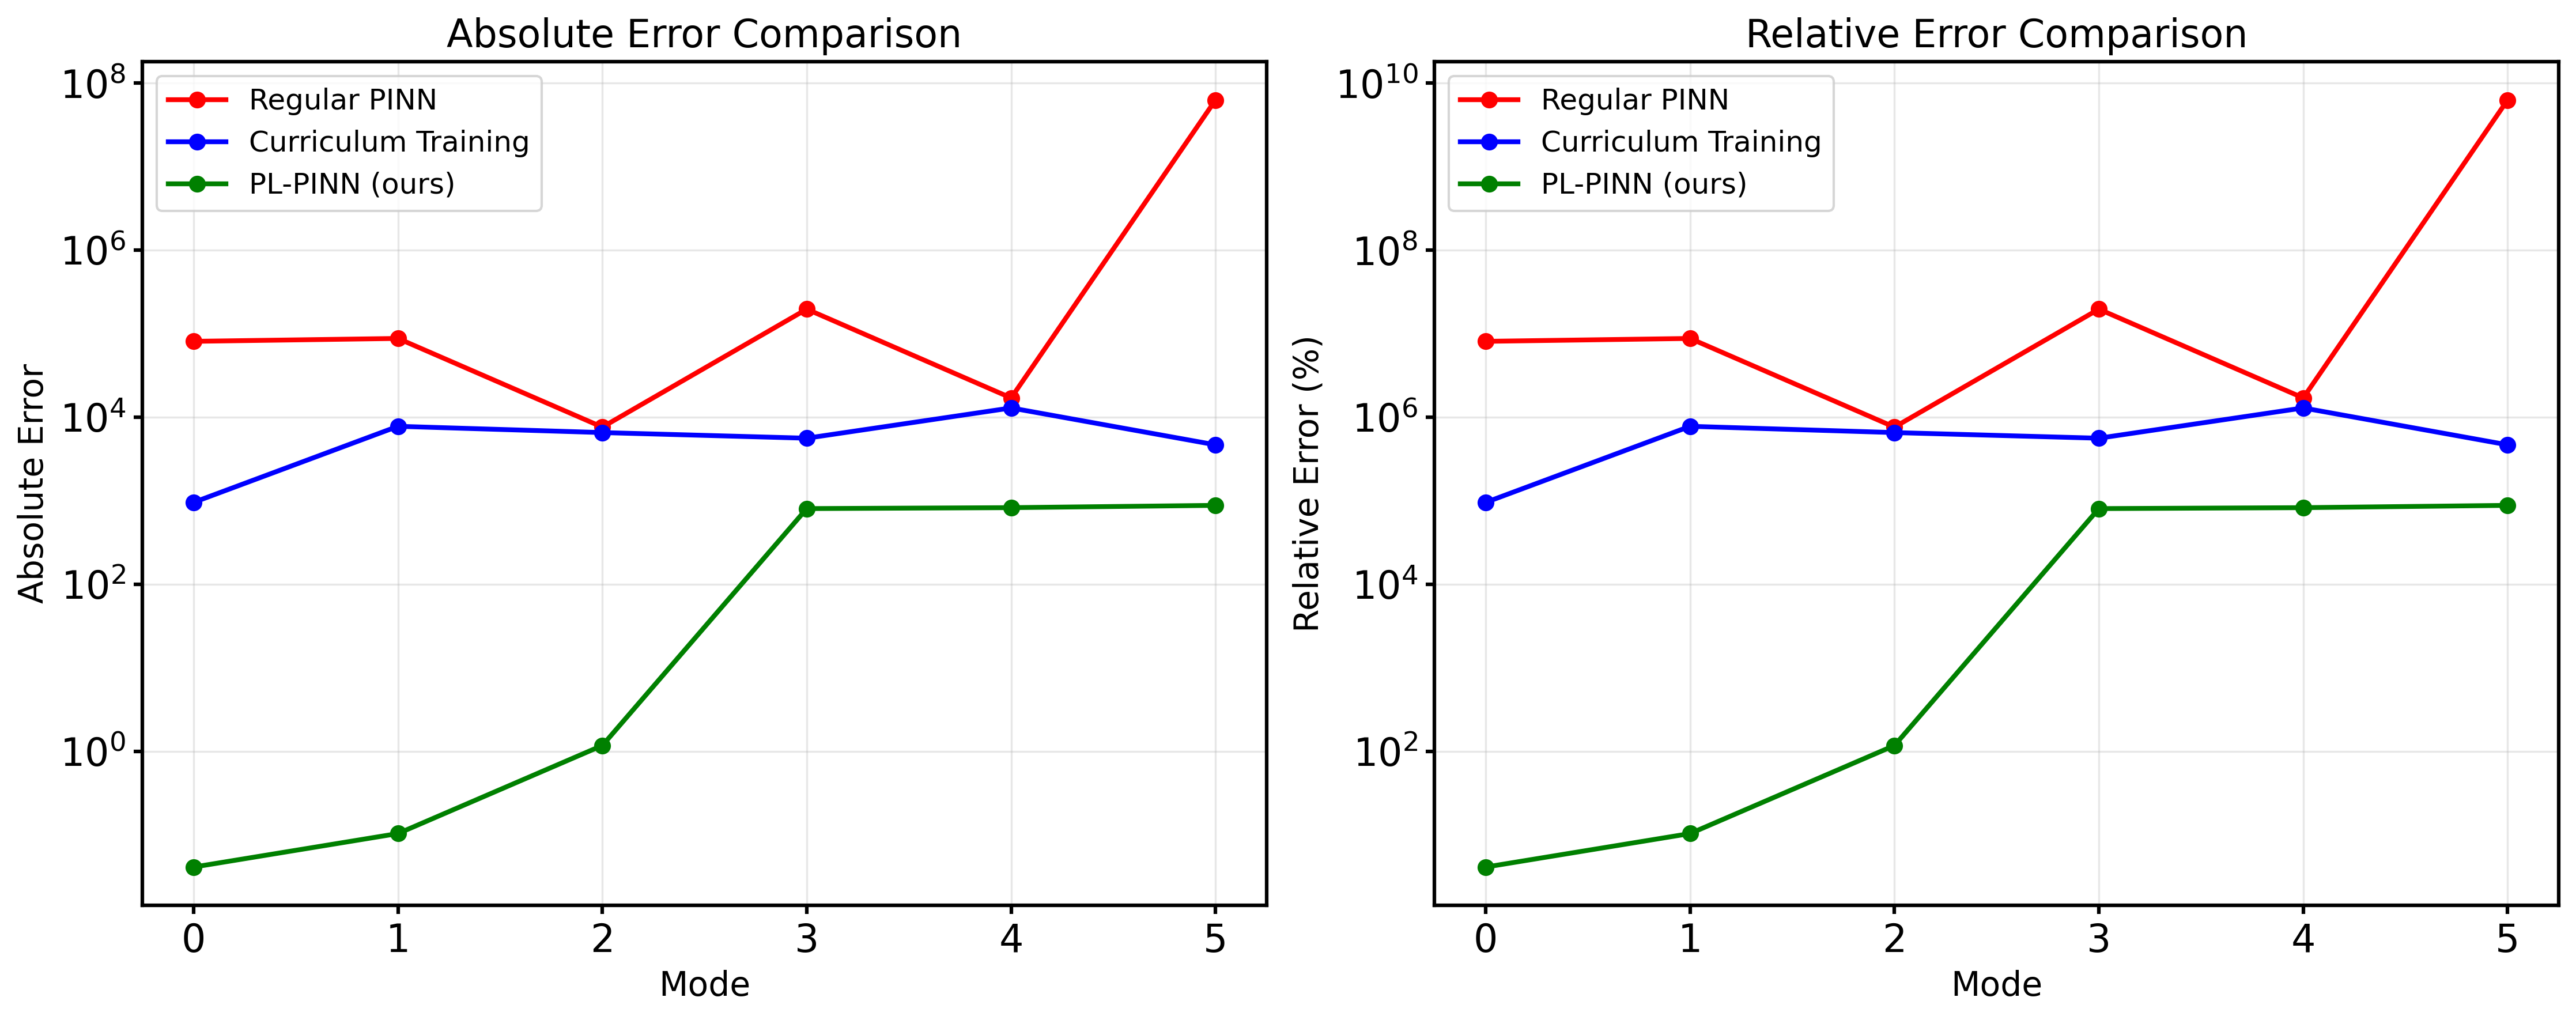 Absolute Error Comparison
10^8
10^6
10^4
10^2
10^0
Absolute Error
Regular PINN
Curriculum Training
PL-PINN (ours)
0 1 2 3 4 5
Mode
Relative Error Comparison
10^10
10^8
10^6
10^4
10^2
Relative Error (%)
Regular PINN
Curriculum Training
PL-PINN (ours)
0 1 2 3 4 5
Mode